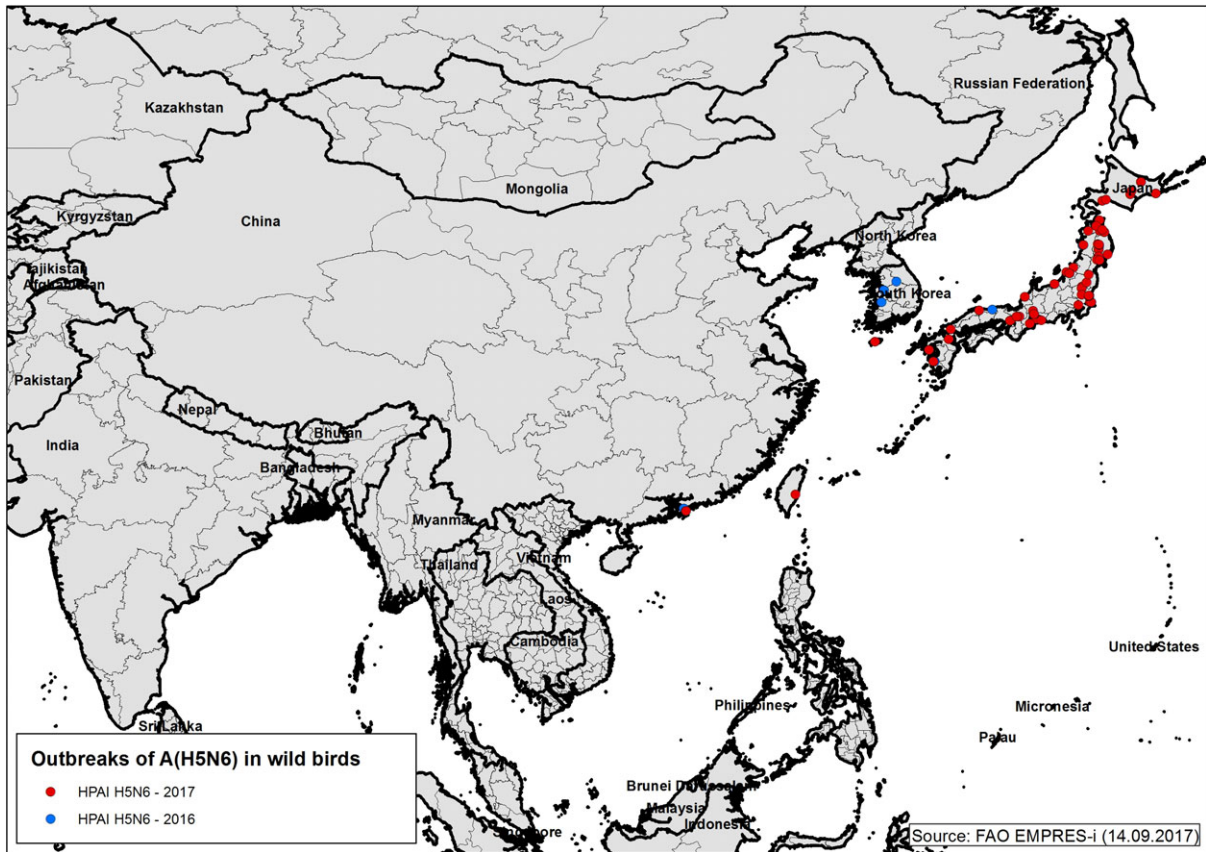 Russian Federation
Kazakhstan
Mongolia
Japan
Kyrgyzstan
China
North Korea
Tajikistan
Afghanistan
South Korea
Pakistan
Nepal
India
Bhutan
Bangladesh
Myanmar
Vietnam
Thailand
Laos
Cambodia
United States
Philippines
Micronesia
Sri Lanka
Palau
Outbreaks of A(H5N6) in wild birds
HPAI H5N6 - 2017
HPAI H5N6 - 2016
Brunei Darussalam
Malaysia
Indonesia
Singapore
Source: FAO EMPRES-i (14.09.2017)